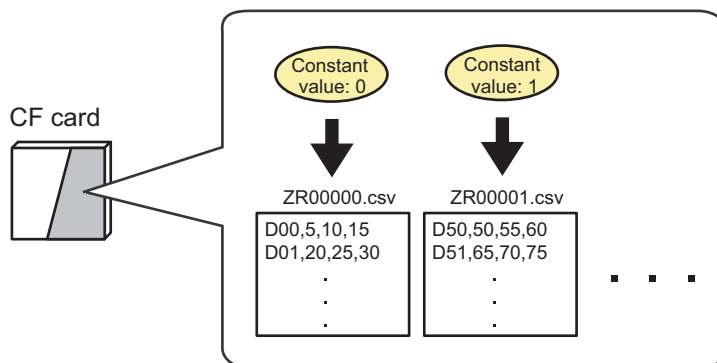 CF card
Constant
value: 0
Constant
value: 1
ZR00000.csv
ZR00001.csv
D00,5,10,15
D01,20,25,30
D50,50,55,60
D51,65,70,75